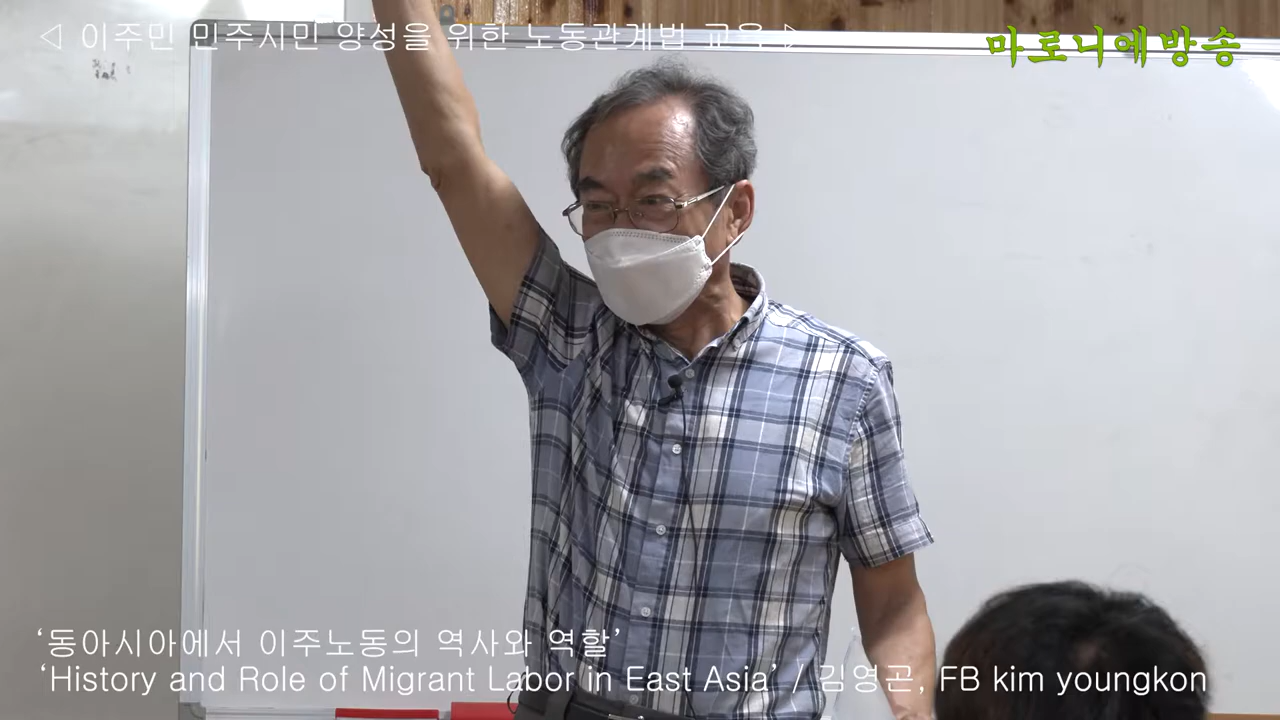 ◁ 이주민 민주시민 양성을 위한 노동관계법 교육 ▷
마로니에방송
‘동아시아에서 이주노동의 역사와 역할’
‘History and Role of Migrant Labor in East Asia’ / 김영곤, FB kim youngkon